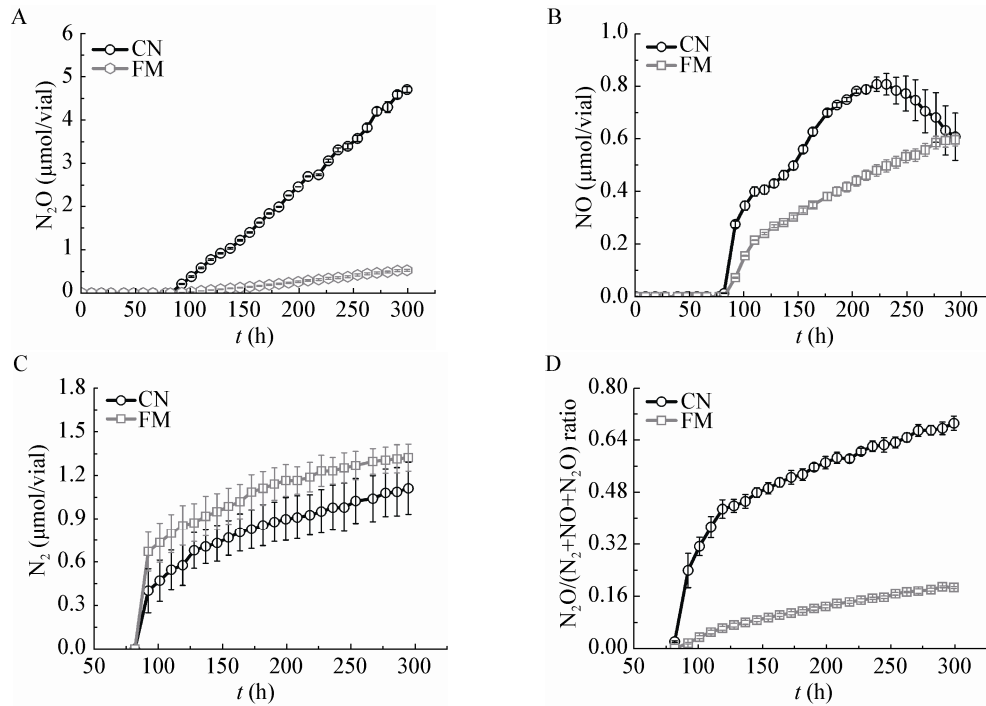 A
6
5
4
3
2
1
0
N₂O (μmol/vial)
CN
FM
0 50 100 150 200 250 300
t (h)
B
1.0
0.8
0.6
0.4
0.2
0.0
NO (μmol/vial)
CN
FM
0 50 100 150 200 250 300
t (h)
C
1.8
1.5
1.2
0.9
0.6
0.3
0.0
N₂ (μmol/vial)
CN
FM
50 100 150 200 250 300
t (h)
D
0.80
0.64
0.48
0.32
0.16
0.00
N₂O/(N₂+NO+N₂O) ratio
CN
FM
50 100 150 200 250 300
t (h)